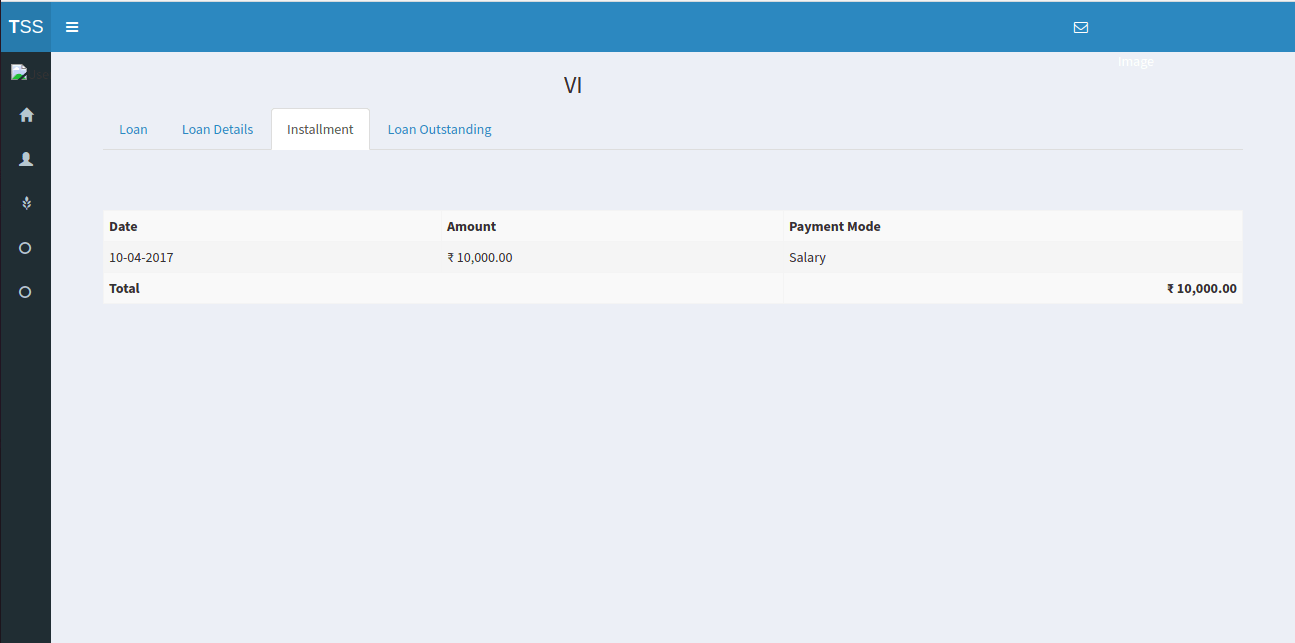 TSS
Image
VI
Loan Loan Details Installment Loan Outstanding
Date Amount Payment Mode
10-04-2017 ₹ 10,000.00 Salary
Total ₹ 10,000.00